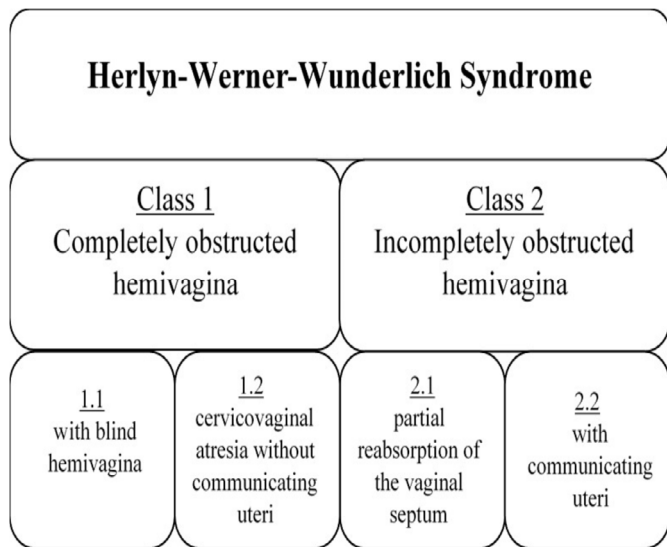 Herlyn-Werner-Wunderlich Syndrome
Class 1
Completely obstructed
hemivagina
Class 2
Incompletely obstructed
hemivagina
1.1
with blind
hemivagina
1.2
cervicovaginal
atresia without
communicating
uteri
2.1
partial
reabsorption of
the vaginal
septum
2.2
with
communicating
uteri